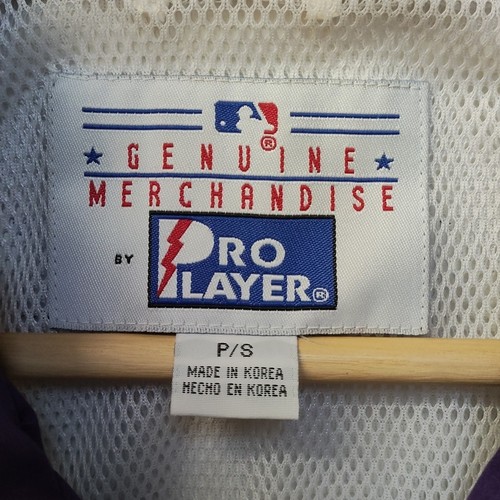 GENUINE
MERCHANDISE
BY PRO PLAYER®
P/S
MADE IN KOREA
HECHO EN KOREA